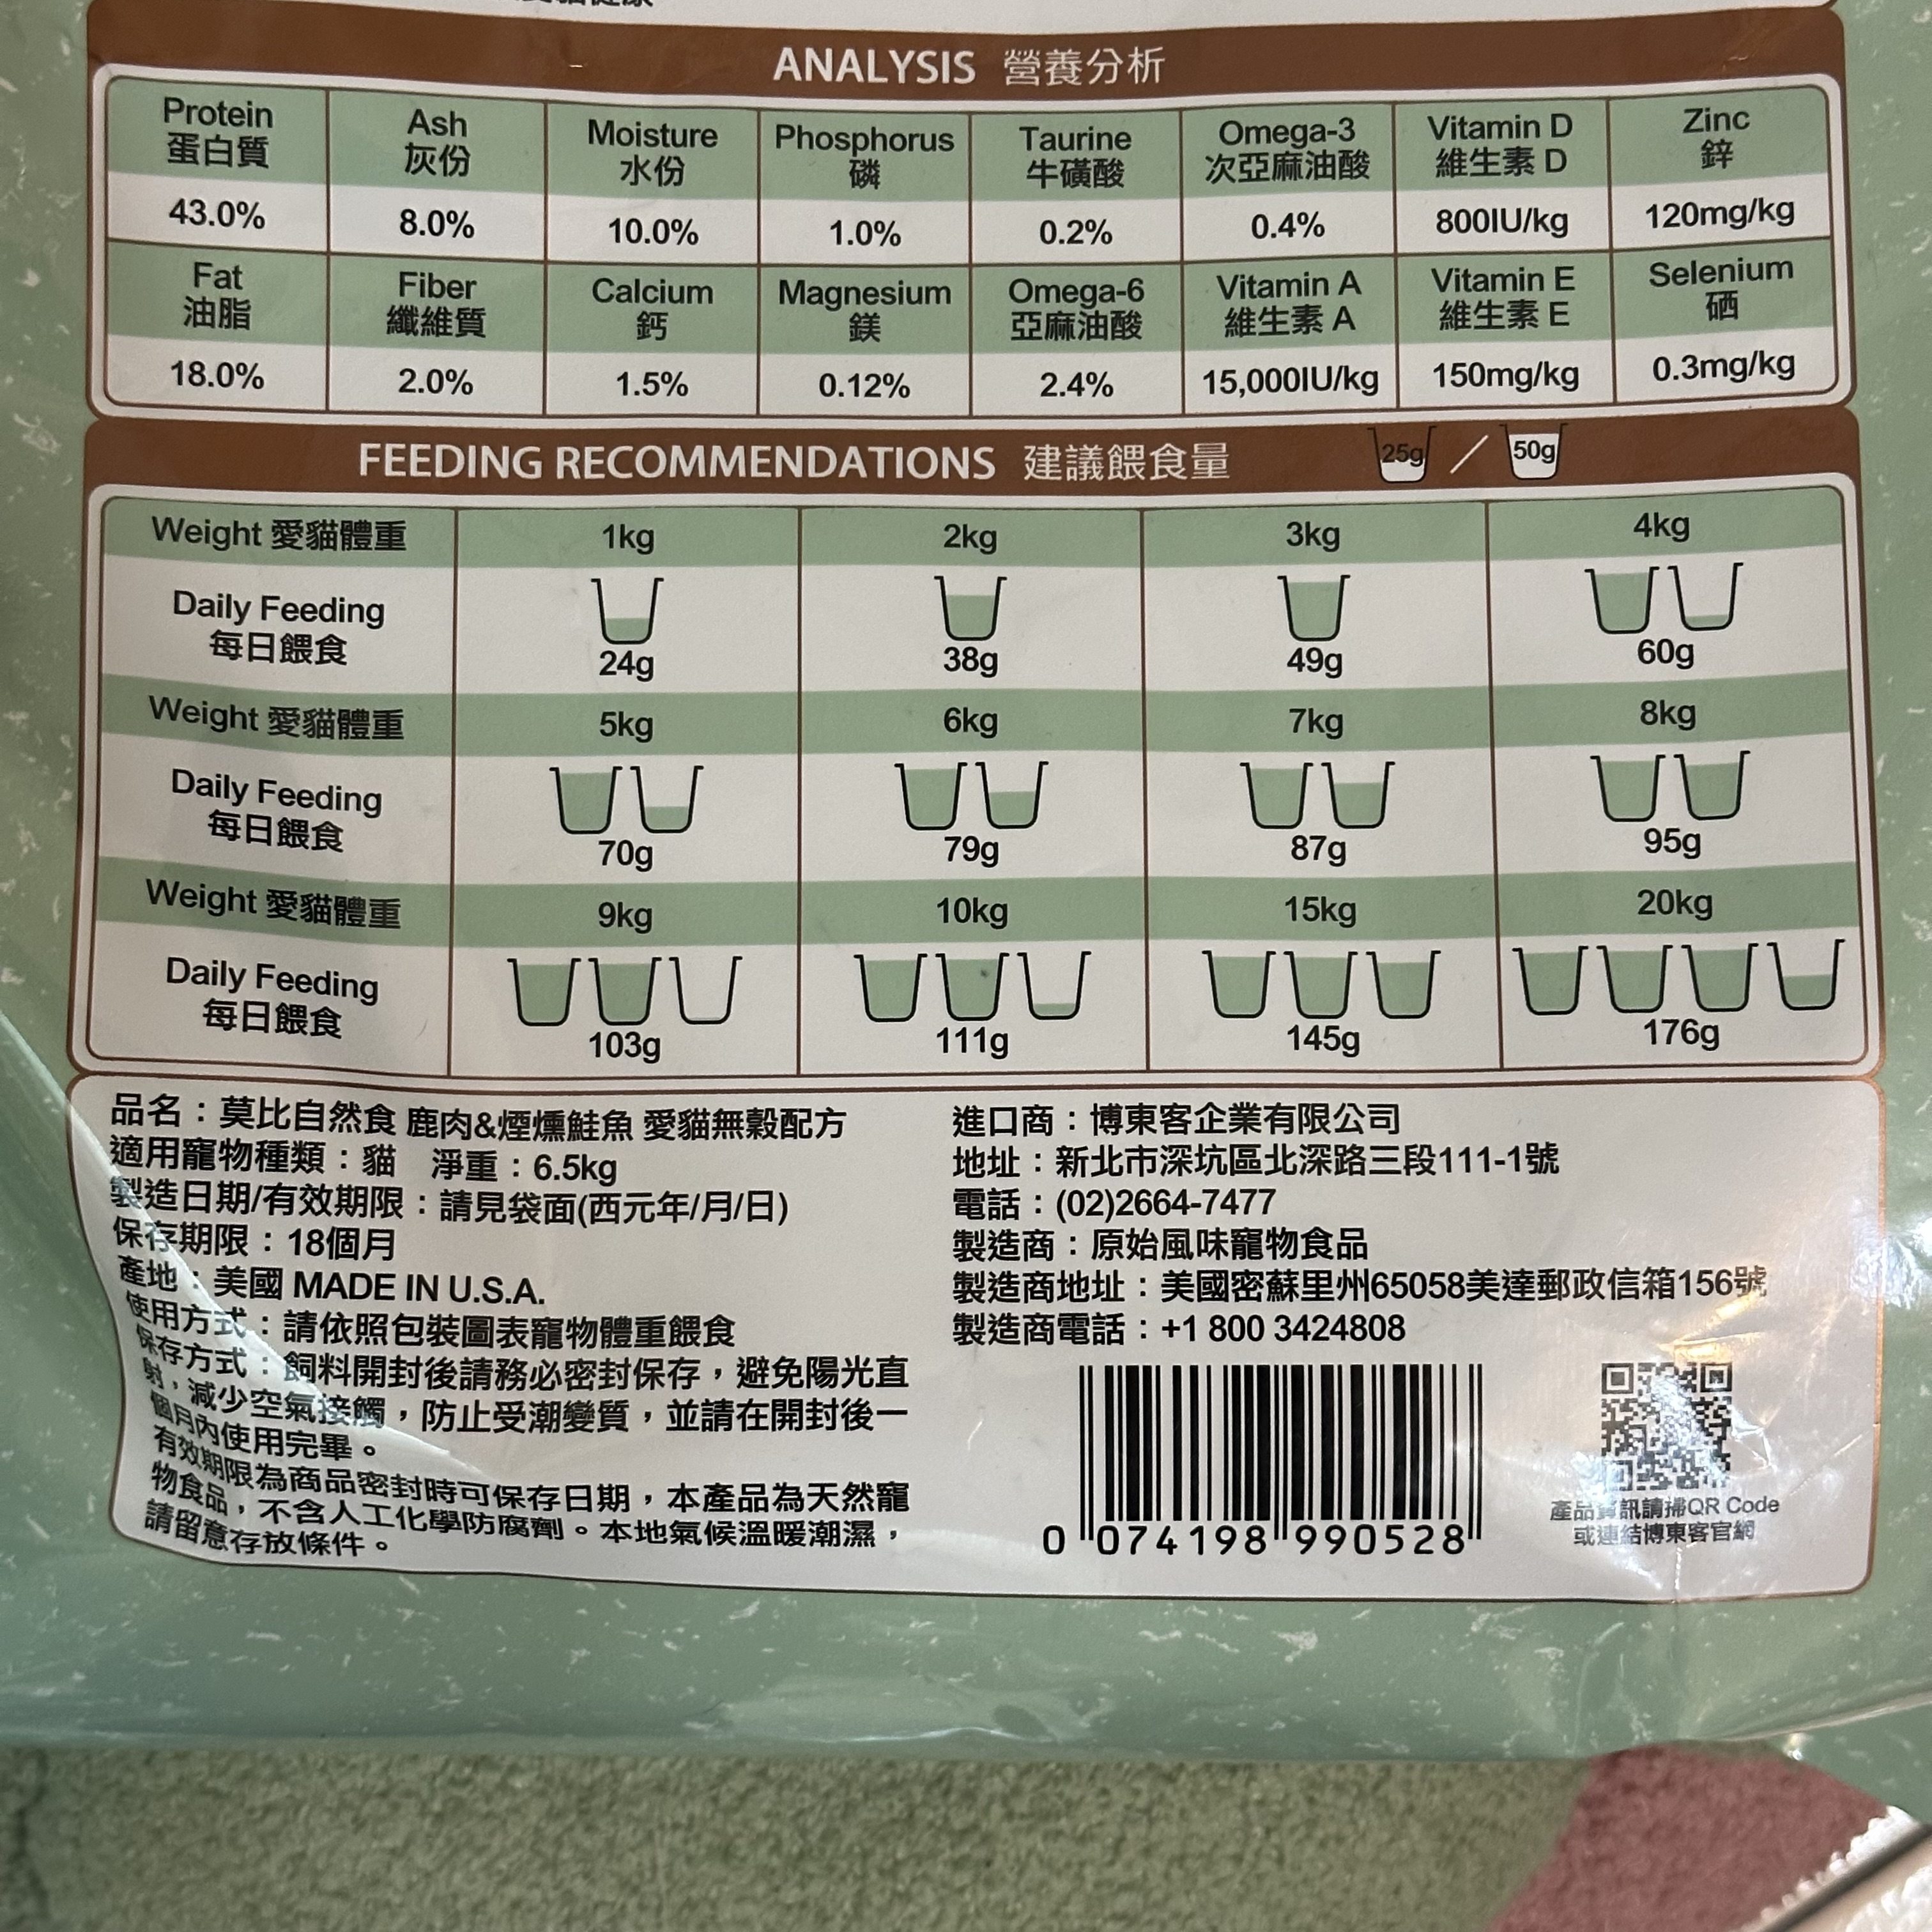 ANALYSIS 營養分析
Protein Ash Moisture Phosphorus Taurine Omega-3 Vitamin D Zinc
蛋白質 灰份 水份 磷 牛磺酸 次亞麻油酸 維生素 D 鋅
43.0% 8.0% 10.0% 1.0% 0.2% 0.4% 800IU/kg 120mg/kg
Fat Fiber Calcium Magnesium Omega-6 Vitamin A Vitamin E Selenium
油脂 纖維質 鈣 鎂 亞麻油酸 維生素 A 維生素 E 硒
18.0% 2.0% 1.5% 0.12% 2.4% 15,000IU/kg 150mg/kg 0.3mg/kg
FEEDING RECOMMENDATIONS 建議餵食量 25g / 50g
Weight 愛貓體重 1kg 2kg 3kg 4kg
Daily Feeding
每日餵食 24g 38g 49g 60g
Weight 愛貓體重 5kg 6kg 7kg 8kg
Daily Feeding
每日餵食 70g 79g 87g 95g
Weight 愛貓體重 9kg 10kg 15kg 20kg
Daily Feeding
每日餵食 103g 111g 145g 176g
品名：莫比自然食 鹿肉&煙燻鮭魚 愛貓無穀配方
適用寵物種類：貓 淨重：6.5kg
製造日期/有效期限：請見袋面(西元年/月/日)
保存期限：18個月
產地：美國 MADE IN U.S.A.
使用方式：請依照包裝圖表寵物體重餵食
保存方式：飼料開封後請務必密封保存，避免陽光直
射，減少空氣接觸，防止受潮變質，並請在開封後一
個月內使用完畢。
有效期限為商品密封時可保存日期，本產品為天然寵
物食品，不含人工化學防腐劑。本地氣候溫暖潮濕，
請留意存放條件。
進口商：博東客企業有限公司
地址：新北市深坑區北深路三段111-1號
電話：(02)2664-7477
製造商：原始風味寵物食品
製造商地址：美國密蘇里州65058美達郵政信箱156號
製造商電話：+1 800 3424808
0 074198 990528
產品資訊請掃QR Code
或連結博東客官網